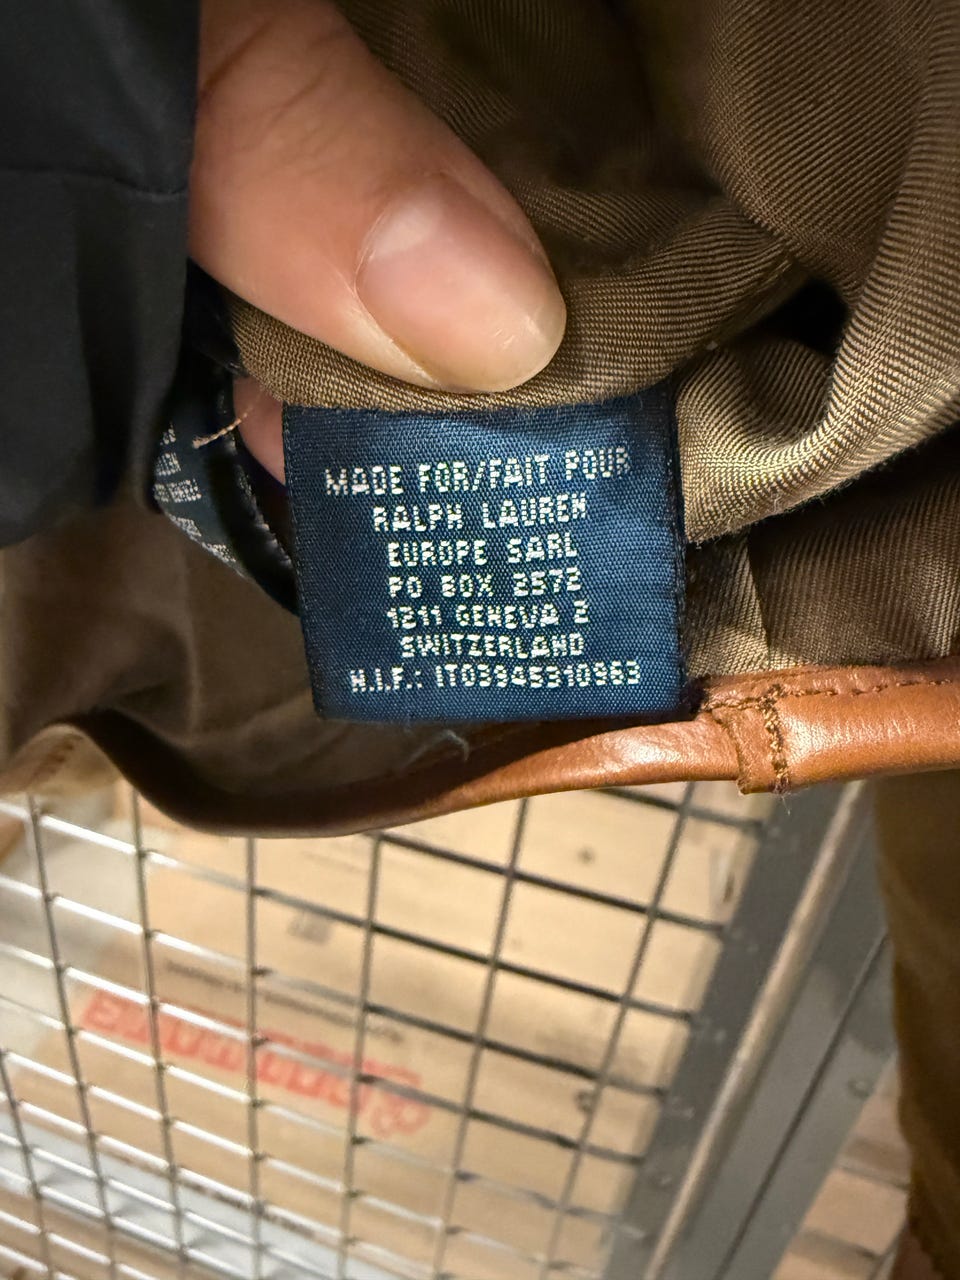 MADE FOR/FAIT POUR
RALPH LAUREN
EUROPE SARL
PO BOX 2572
1211 GENEVA 2
SWITZERLAND
N.I.F.: IT03945310963